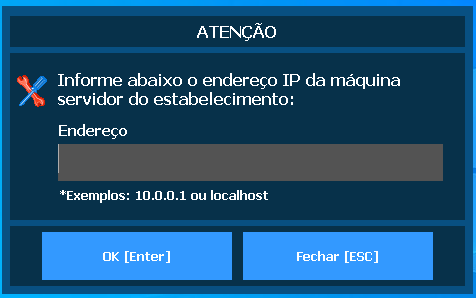 ATENÇÃO
Informe abaixo o endereço IP da máquina
servidor do estabelecimento:
Endereço
*Exemplos: 10.0.0.1 ou localhost
OK [Enter]
Fechar [ESC]